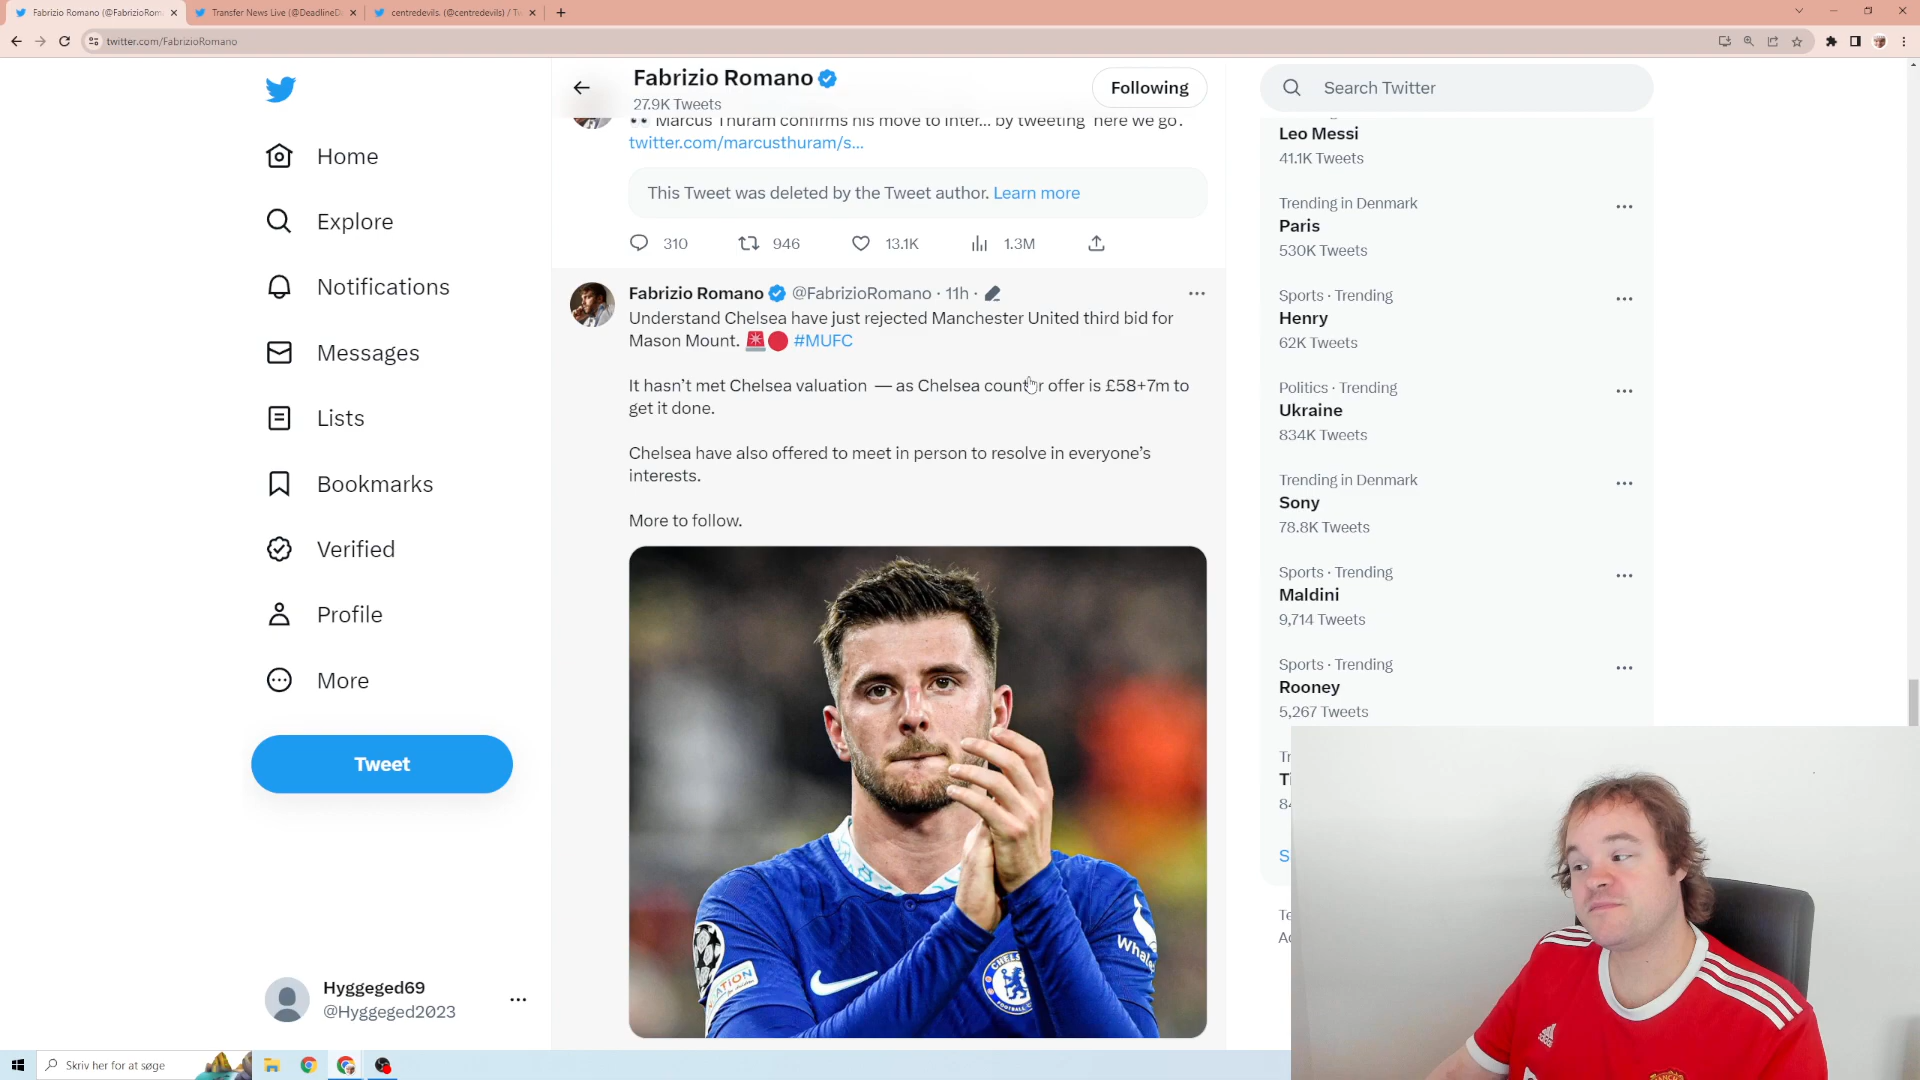 Fabrizio Romano (@FabrizioRom
Transfer News Live (@DeadlineD
centredevils. (@centredevils) / Tw
twitter.com/FabrizioRomano
Home
Explore
Notifications
Messages
Lists
Bookmarks
Verified
Profile
More
Tweet
Hyggeged69
@Hyggeged2023
Fabrizio Romano
27.9K Tweets
Following
Marcus Thuram confirms his move to Inter... by tweeting 'here we go'.
twitter.com/marcusthuram/s...
This Tweet was deleted by the Tweet author. Learn more
310 946 13.1K 1.3M
Fabrizio Romano @FabrizioRomano · 11h ·
Understand Chelsea have just rejected Manchester United third bid for
Mason Mount. #MUFC
It hasn't met Chelsea valuation — as Chelsea counter offer is £58+7m to
get it done.
Chelsea have also offered to meet in person to resolve in everyone's
interests.
More to follow.
CHELS
FOOTBALL
Whale
Search Twitter
Leo Messi
41.1K Tweets
Trending in Denmark
Paris
530K Tweets
Sports · Trending
Henry
62K Tweets
Politics · Trending
Ukraine
834K Tweets
Trending in Denmark
Sony
78.8K Tweets
Sports · Trending
Maldini
9,714 Tweets
Sports · Trending
Rooney
5,267 Tweets
Skriv her for at søge